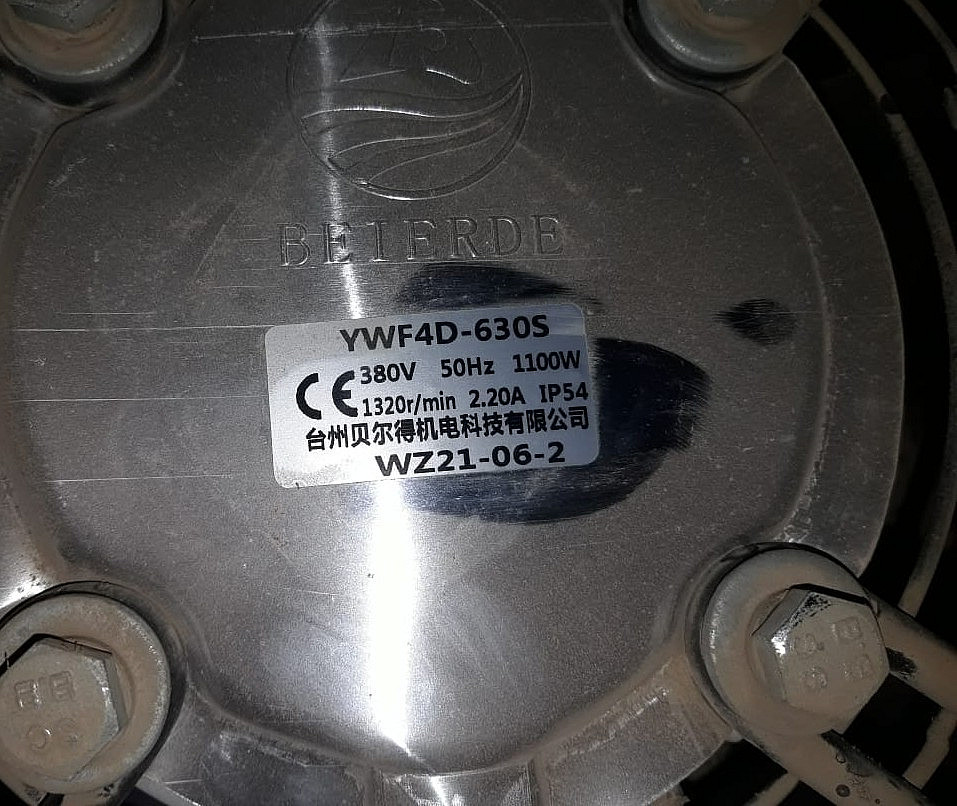 BEIERDE
YWF4D-630S
380V 50Hz 1100W
CE 1320r/min 2.20A IP54
台州贝尔得机电科技有限公司
WZ21-06-2